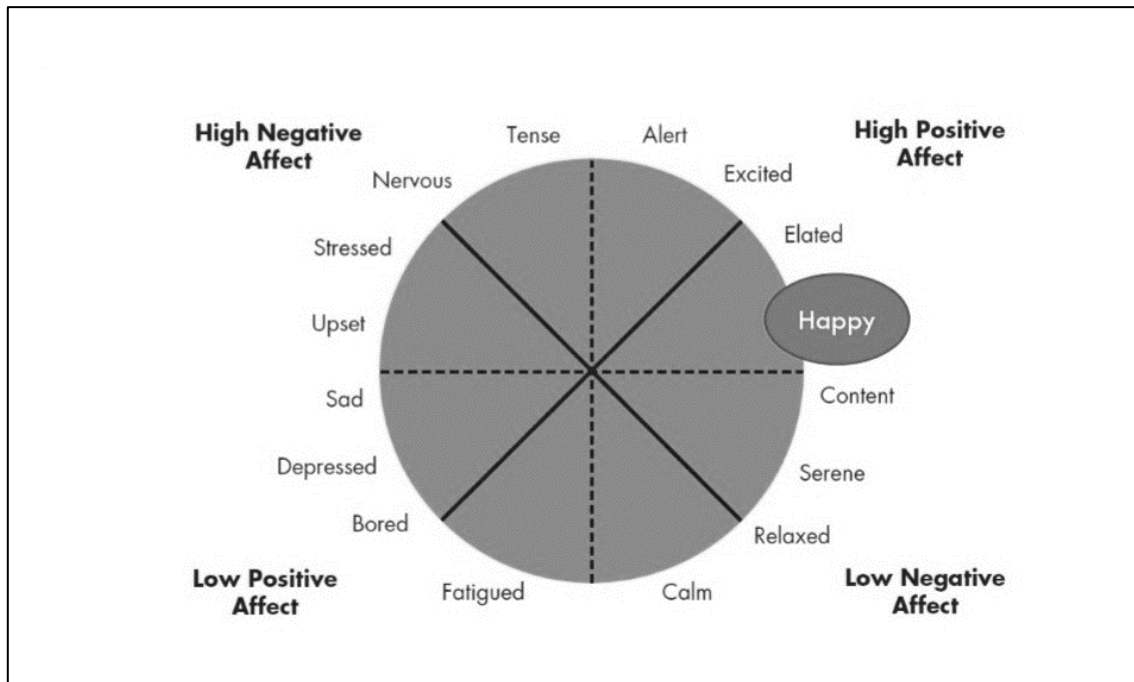 Tense
Alert
High Negative
Affect
High Positive
Affect
Nervous
Excited
Stressed
Elated
Upset
Happy
Sad
Content
Depressed
Serene
Bored
Relaxed
Low Positive
Affect
Fatigued
Calm
Low Negative
Affect